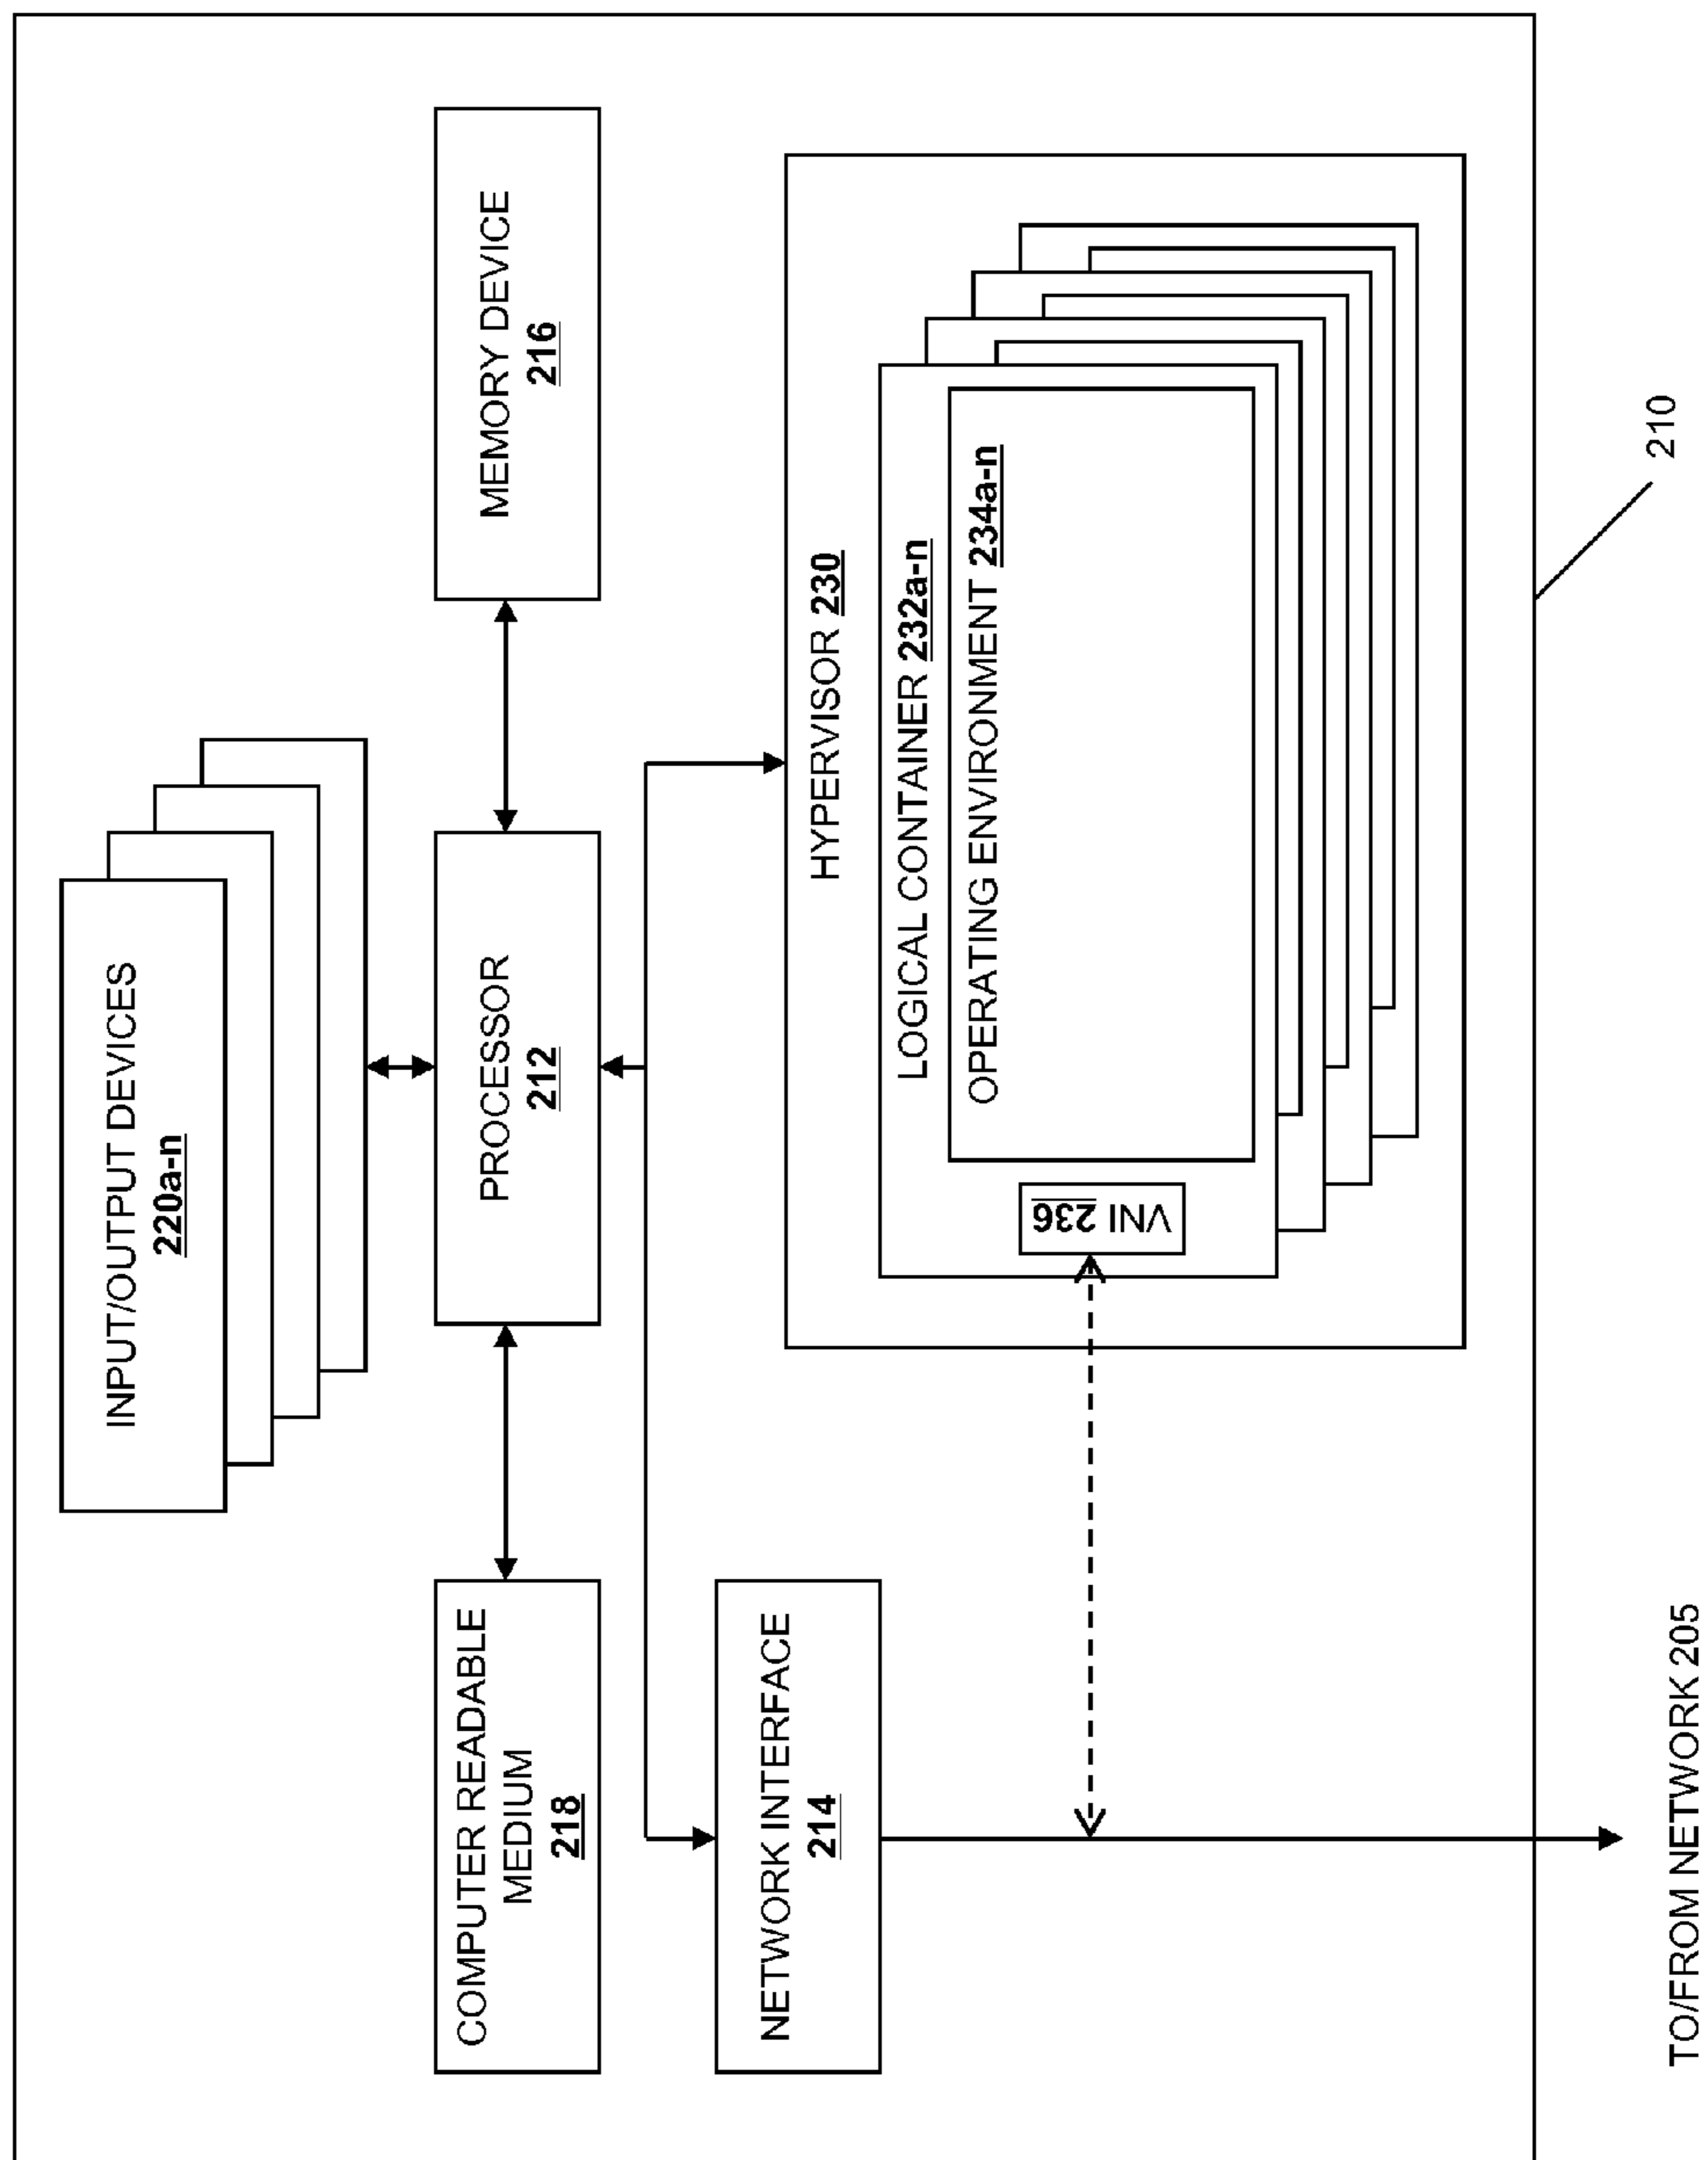 INPUT/OUTPUT DEVICES
220a-n
COMPUTER READABLE
MEDIUM
218
PROCESSOR
212
MEMORY DEVICE
216
NETWORK INTERFACE
214
HYPERVISOR 230
LOGICAL CONTAINER 232a-n
OPERATING ENVIRONMENT 234a-n
VNI 236
210
TO/FROM NETWORK 205